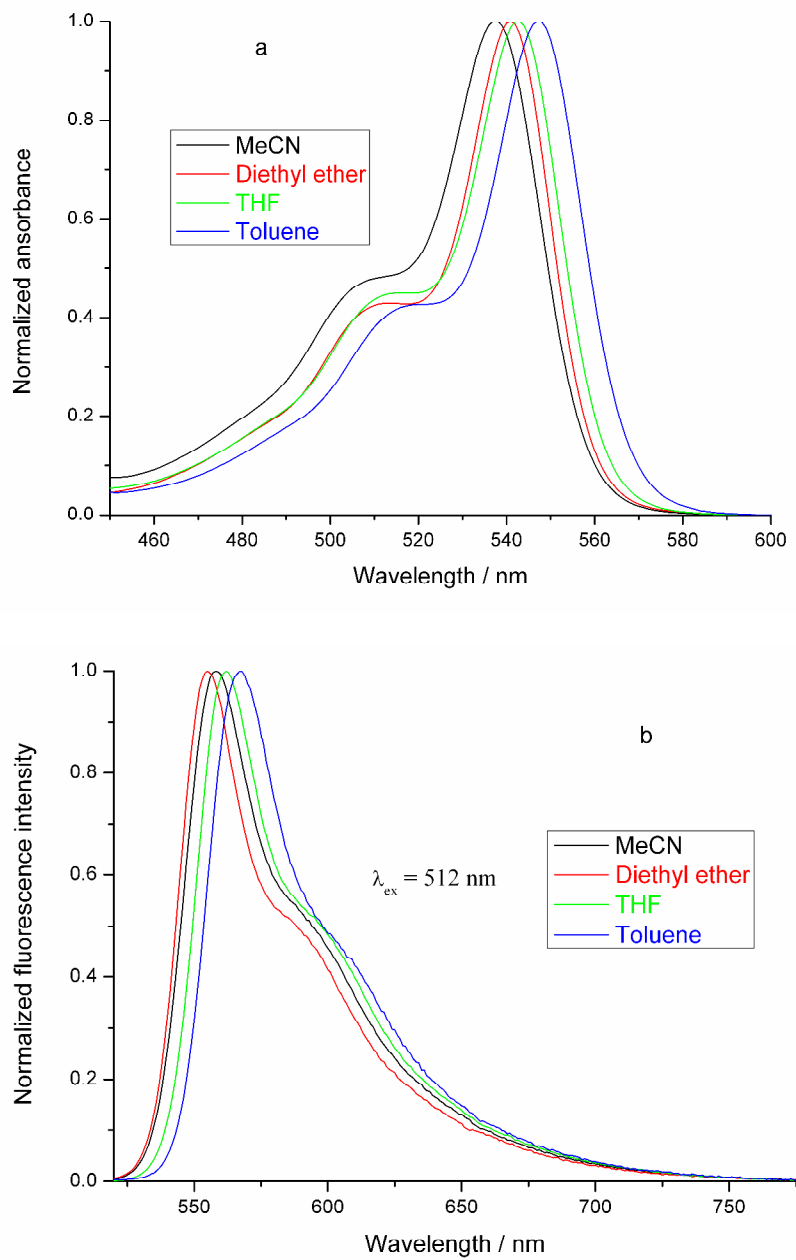 a
1.0
0.8
0.6
0.4
0.2
0.0
Normalized ansorbance
MeCN
Diethyl ether
THF
Toluene
460 480 500 520 540 560 580 600
Wavelength / nm
b
1.0
0.8
0.6
0.4
0.2
0.0
Normalized fluorescence intensity
λex = 512 nm
MeCN
Diethyl ether
THF
Toluene
550 600 650 700 750
Wavelength / nm